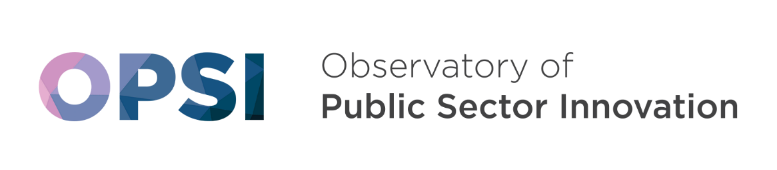 OPSI
Observatory of
Public Sector Innovation